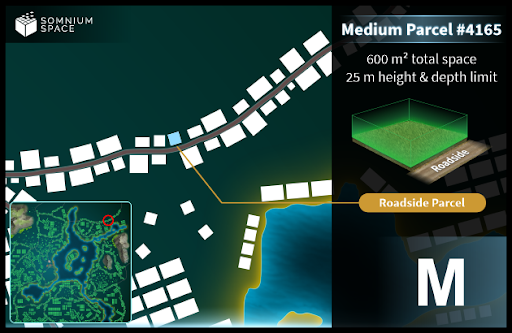 SOMNIUM
SPACE
Medium Parcel #4165
600 m² total space
25 m height & depth limit
Roadside
Roadside Parcel
M